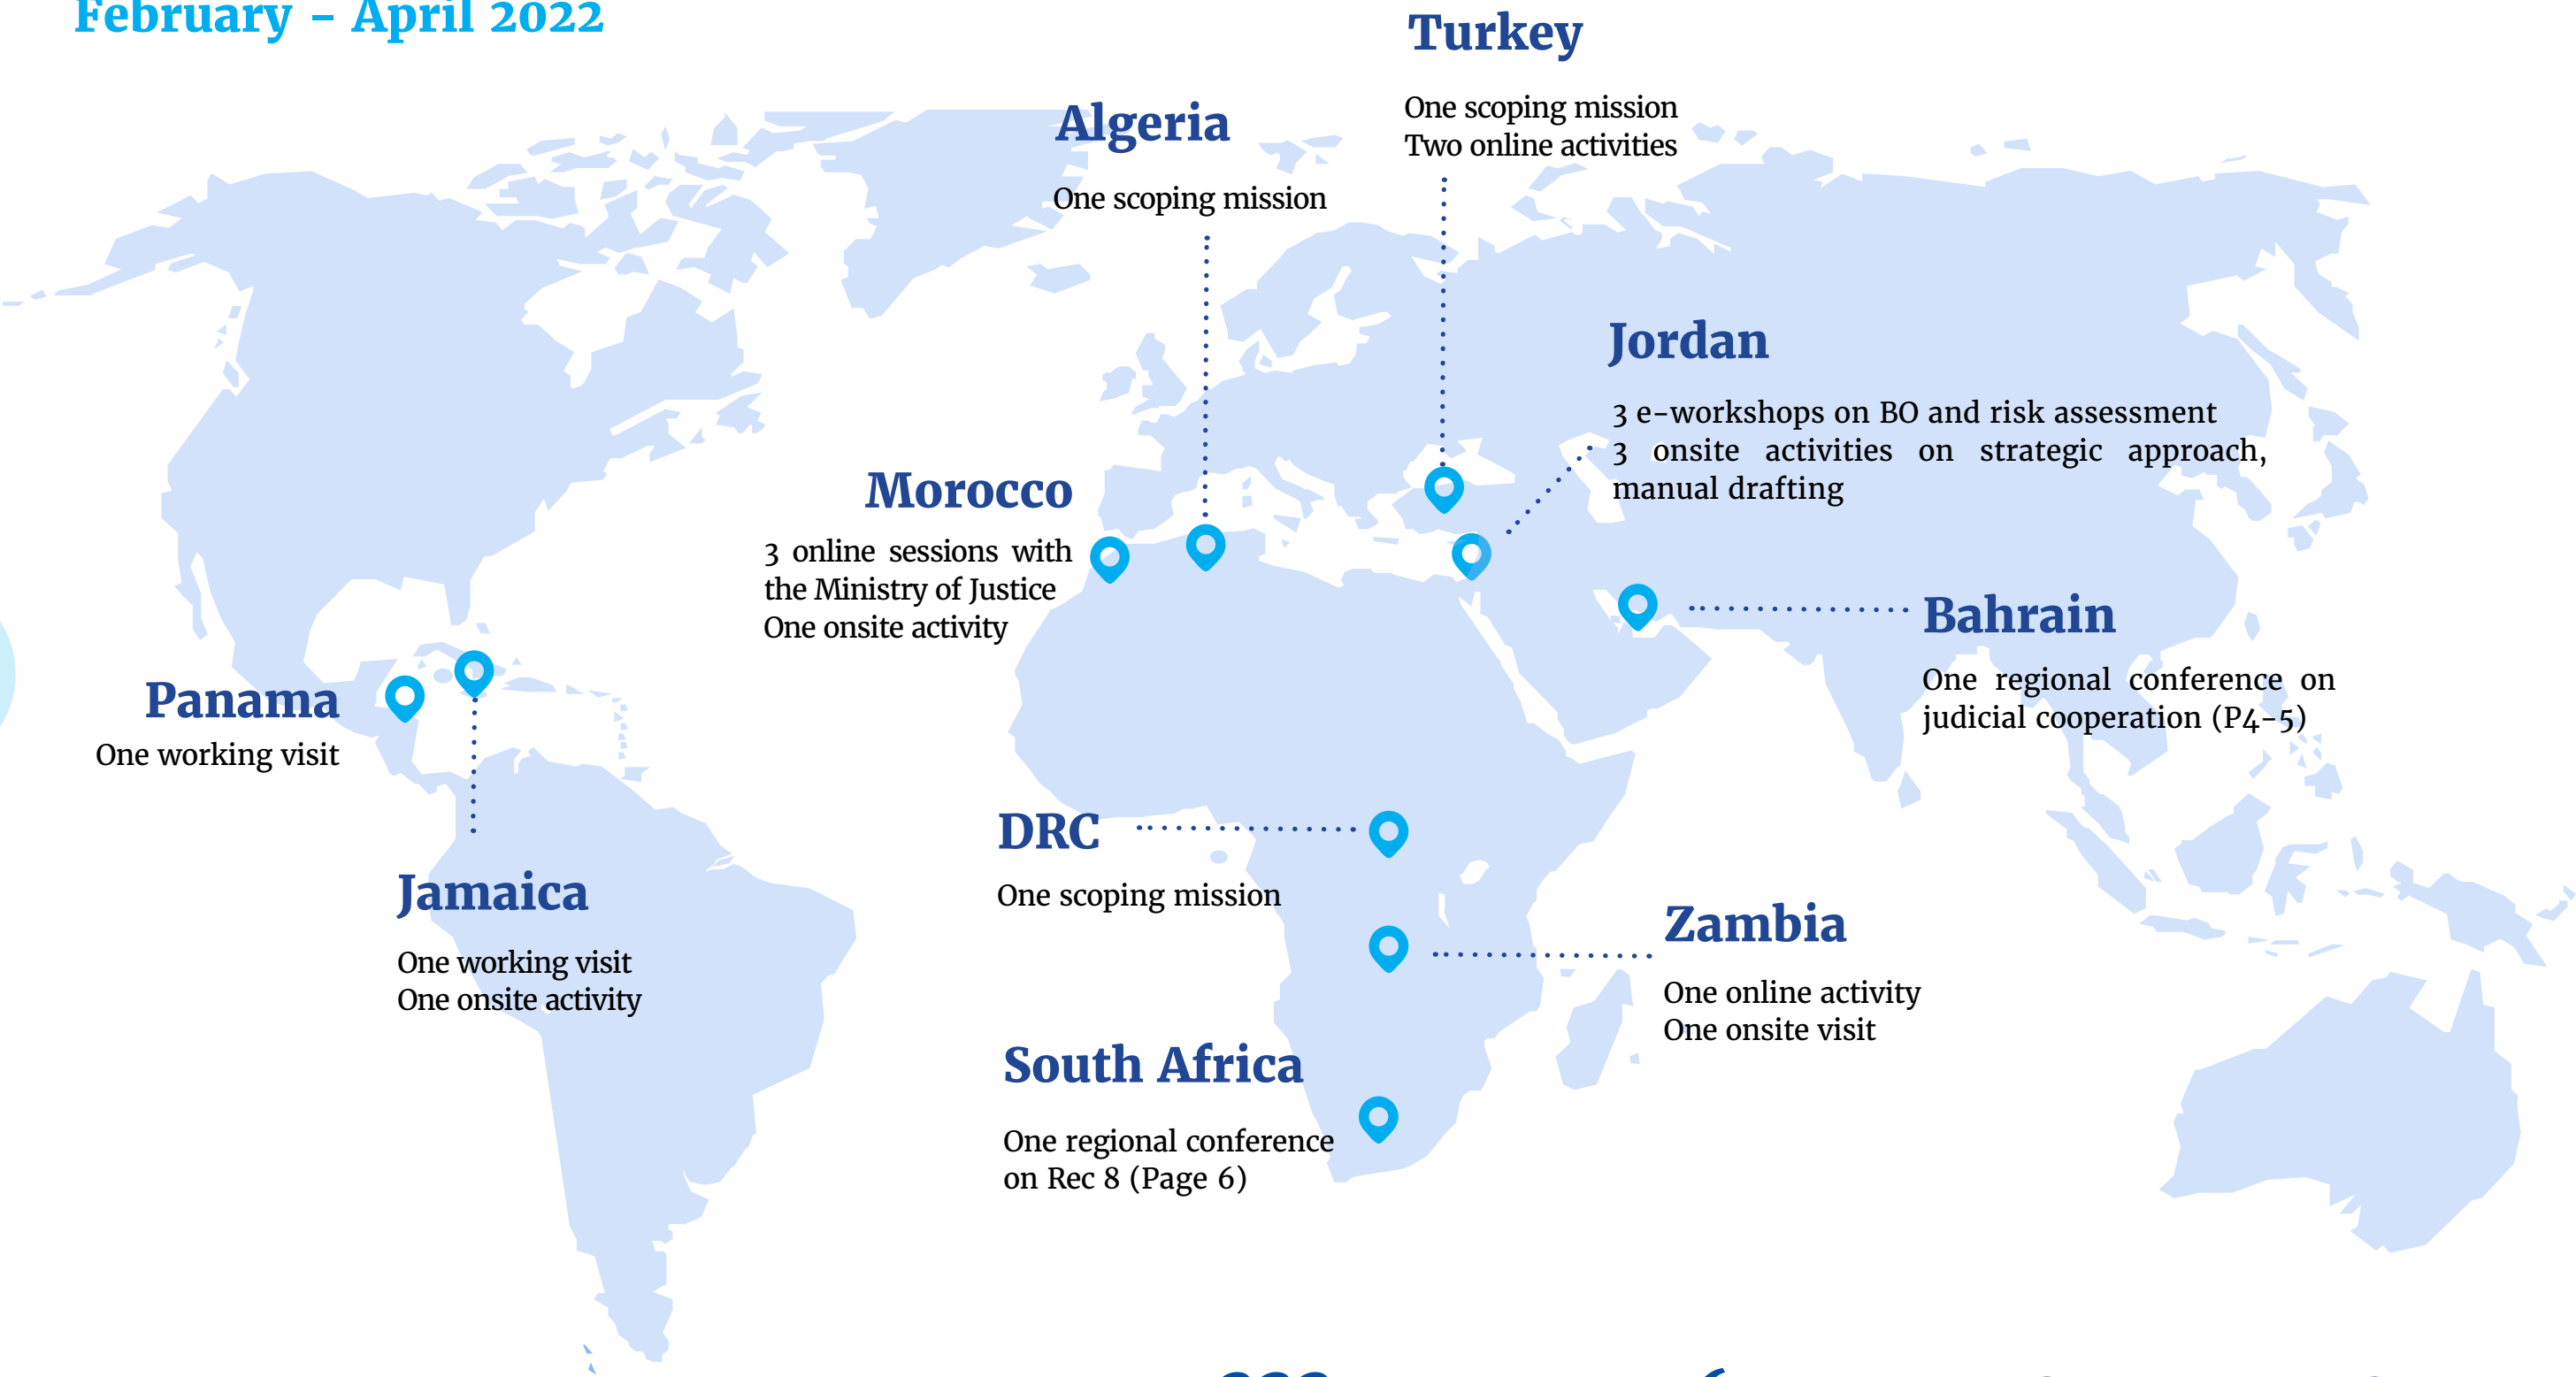 February – April 2022
Turkey
One scoping mission
Two online activities
Algeria
One scoping mission
Jordan
3 e-workshops on BO and risk assessment
3 onsite activities on strategic approach,
manual drafting
Morocco
3 online sessions with
the Ministry of Justice
One onsite activity
Bahrain
One regional conference on
judicial cooperation (P4-5)
Panama
One working visit
DRC
One scoping mission
Jamaica
One working visit
One onsite activity
Zambia
One online activity
One onsite visit
South Africa
One regional conference
on Rec 8 (Page 6)